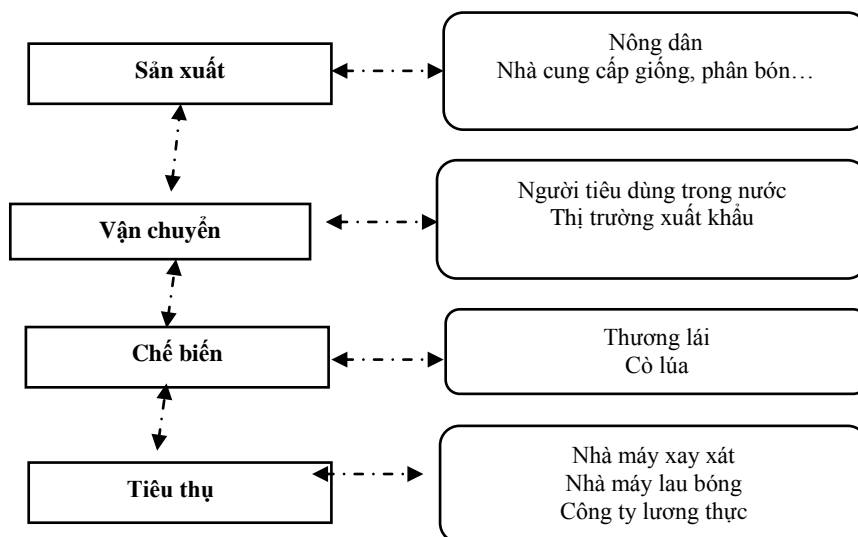 Sản xuất
Nông dân
Nhà cung cấp giống, phân bón…
Vận chuyển
Người tiêu dùng trong nước
Thị trường xuất khẩu
Chế biến
Thương lái
Cò lúa
Tiêu thụ
Nhà máy xay xát
Nhà máy lau bóng
Công ty lương thực